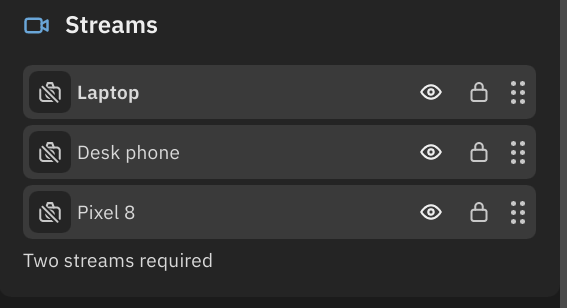 Streams
Laptop
Desk phone
Pixel 8
Two streams required